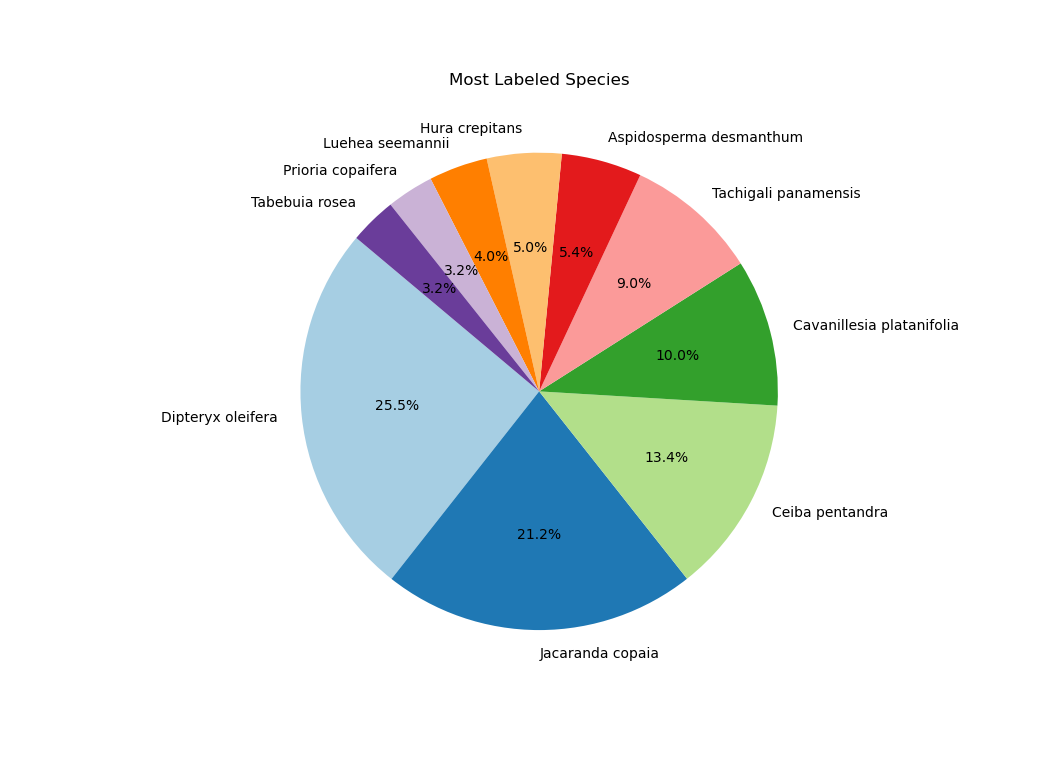 Most Labeled Species
Hura crepitans
Aspidosperma desmanthum
Luehea seemannii
Prioria copaifera
Tachigali panamensis
Tabebuia rosea
5.0%
5.4%
4.0%
3.2%
9.0%
3.2%
Cavanillesia platanifolia
10.0%
25.5%
Dipteryx oleifera
13.4%
Ceiba pentandra
21.2%
Jacaranda copaia